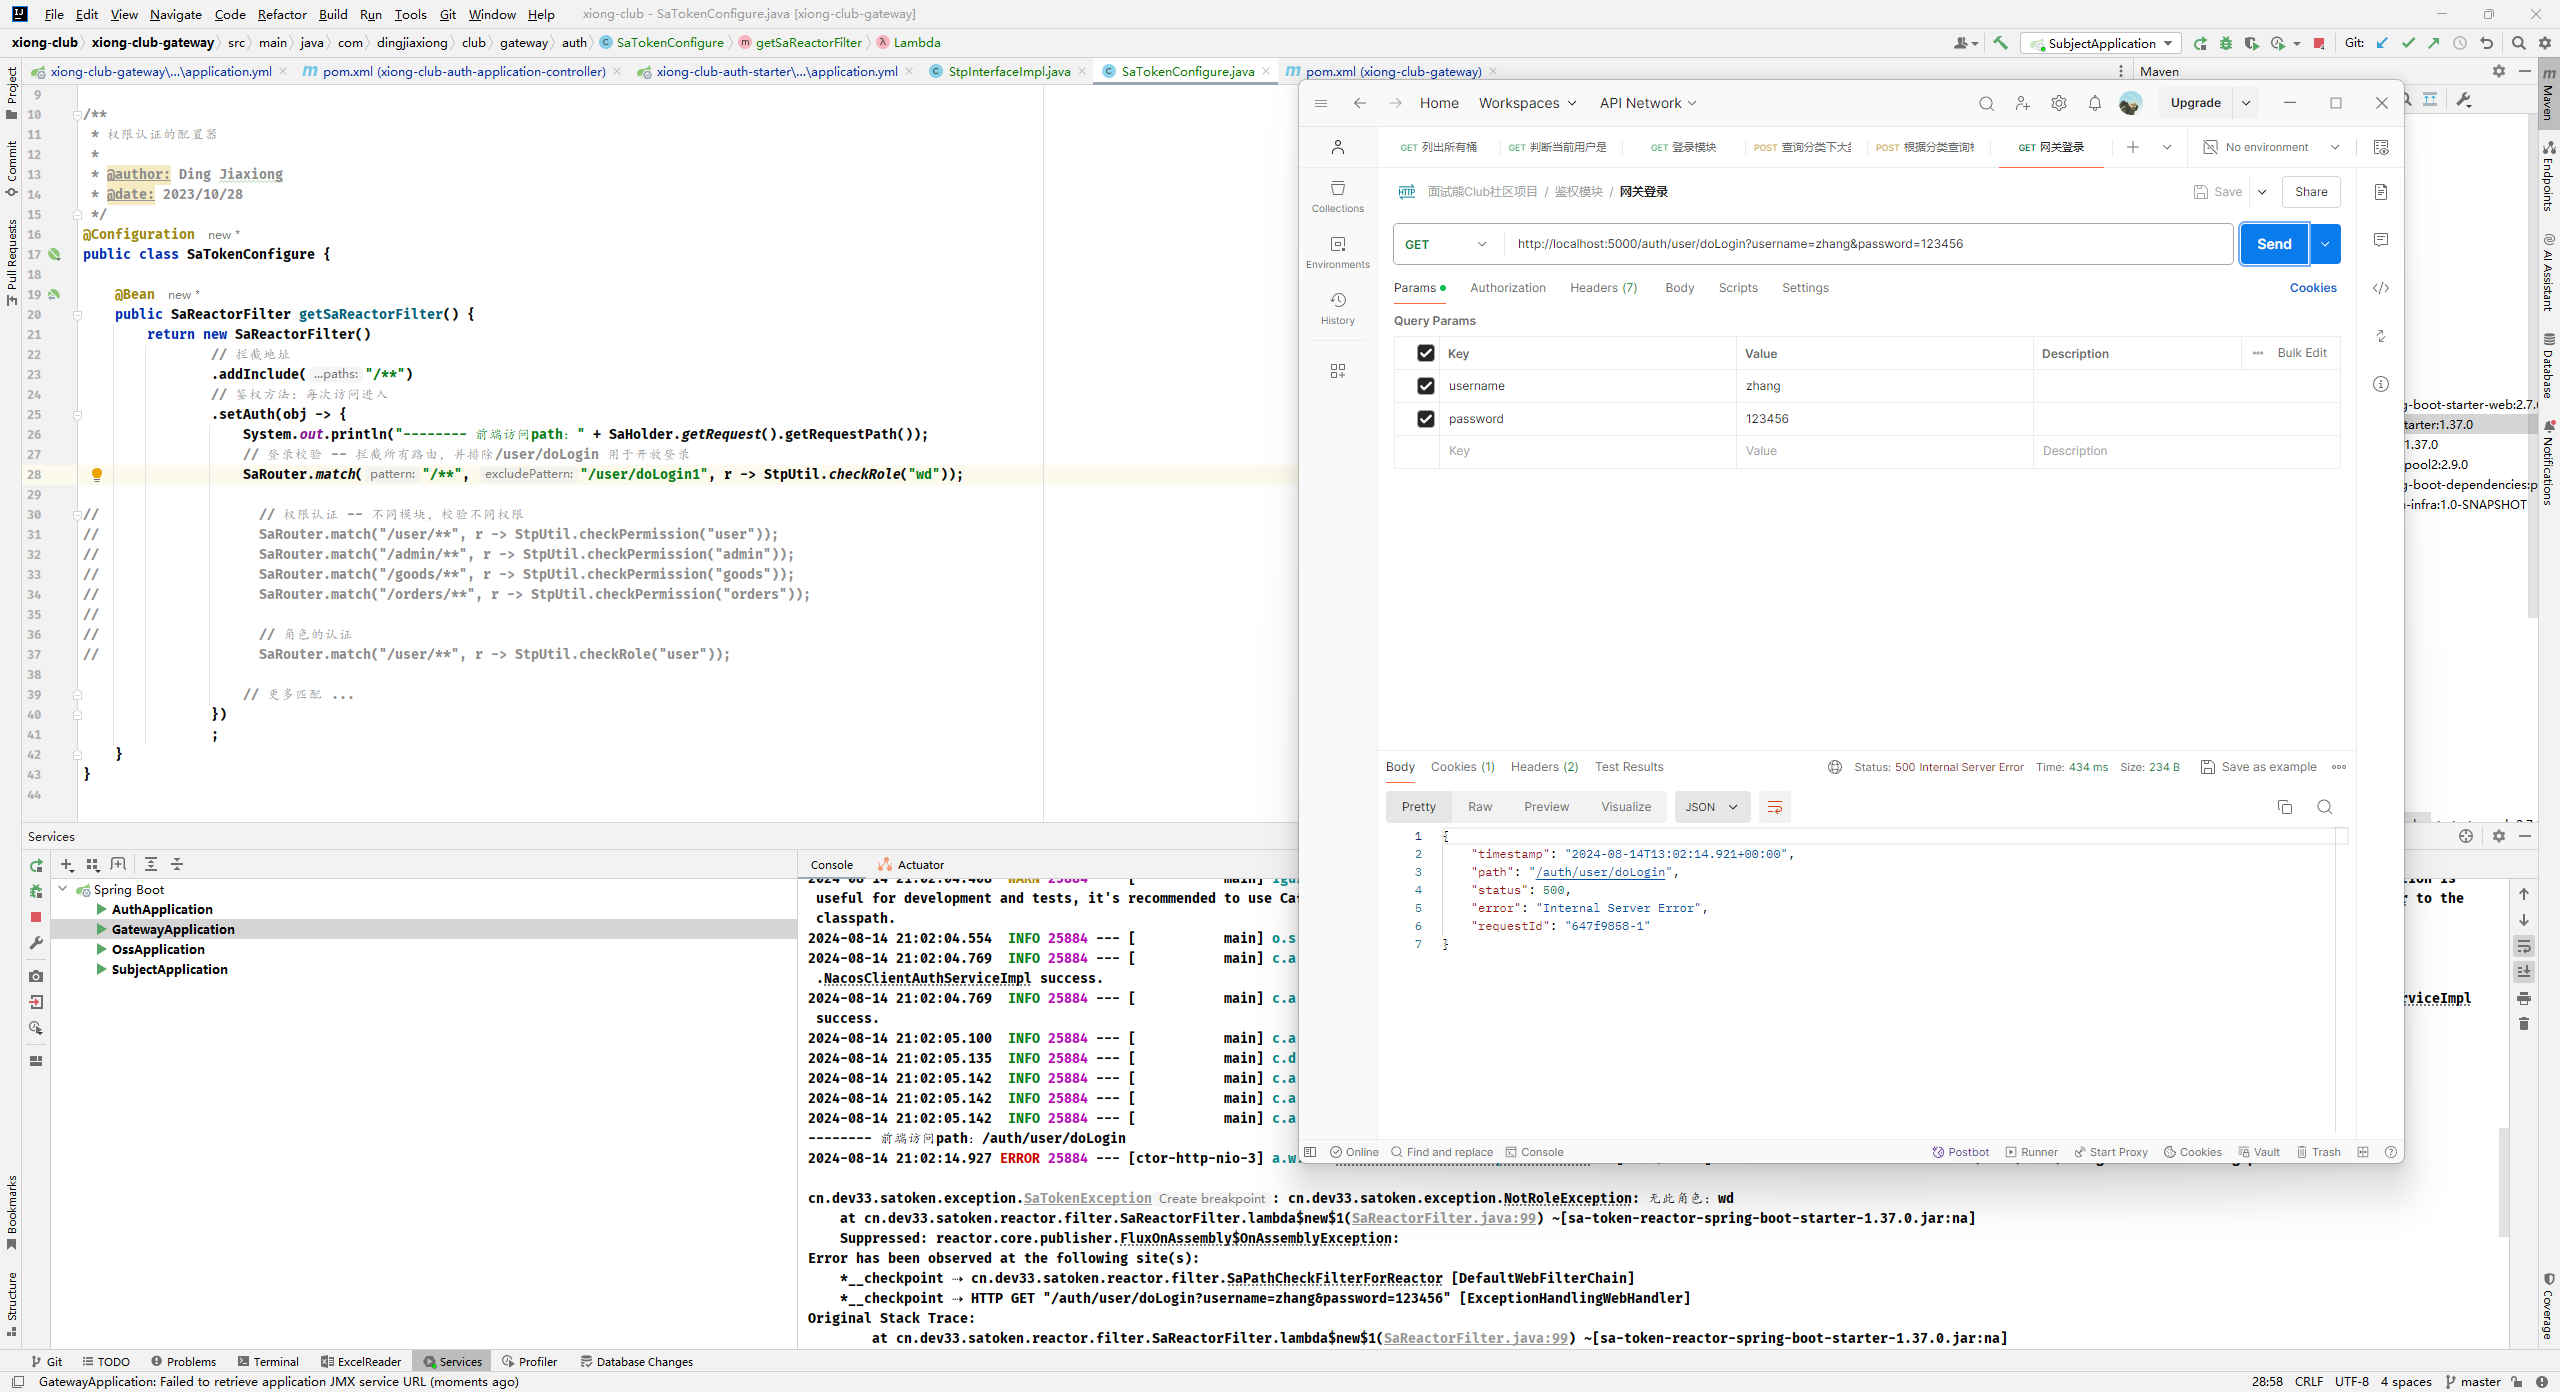 File Edit View Navigate Code Refactor Build Run Tools Git Window Help xiong-club - SaTokenConfigure.java [xiong-club-gateway]
xiong-club xiong-club-gateway src main java com dingjiaxiong club gateway auth SaTokenConfigure getSaReactorFilter Lambda SubjectApplication Git:
xiong-club-gateway\...\application.yml pom.xml (xiong-club-auth-application-controller) xiong-club-auth-starter\...\application.yml StpInterfaceImpl.java SaTokenConfigure.java pom.xml (xiong-club-gateway) Maven
Project
Commit
Pull Requests
Bookmarks
Structure
9
10 /**
11 * 权限认证的配置器
12 *
13 * @author: Ding Jiaxiong
14 * @date: 2023/10/28
15 */
16 @Configuration new *
17 public class SaTokenConfigure {
18
19 @Bean new *
20 public SaReactorFilter getSaReactorFilter() {
21 return new SaReactorFilter()
22 // 拦截地址
23 .addInclude( ...paths: "/**")
24 // 鉴权方法：每次访问进入
25 .setAuth(obj -> {
26 System.out.println("-------- 前端访问path：" + SaHolder.getRequest().getRequestPath());
27 // 登录校验 -- 拦截所有路由，并排除/user/doLogin 用于开放登录
28 SaRouter.match( pattern: "/**", excludePattern: "/user/doLogin1", r -> StpUtil.checkRole("wd"));
29
30 // // 权限认证 -- 不同模块, 校验不同权限
31 // SaRouter.match("/user/**", r -> StpUtil.checkPermission("user"));
32 // SaRouter.match("/admin/**", r -> StpUtil.checkPermission("admin"));
33 // SaRouter.match("/goods/**", r -> StpUtil.checkPermission("goods"));
34 // SaRouter.match("/orders/**", r -> StpUtil.checkPermission("orders"));
35 //
36 // // 角色的认证
37 // SaRouter.match("/user/**", r -> StpUtil.checkRole("user"));
38
39 // 更多匹配 ...
40 })
41 ;
42 }
43 }
44
Home Workspaces API Network Upgrade
GET 列出所有桶 GET 判断当前用户是 GET 登录模块 POST 查询分类下大 POST 根据分类查询 GET 网关登录 No environment
Collections
Environments
History
HTTP 面试熊Club社区项目 / 鉴权模块 / 网关登录 Save Share
GET http://localhost:5000/auth/user/doLogin?username=zhang&password=123456 Send
Params Authorization Headers (7) Body Scripts Settings Cookies
Query Params
Key Value Description Bulk Edit
username zhang
password 123456
Key Value Description
Body Cookies (1) Headers (2) Test Results Status: 500 Internal Server Error Time: 434 ms Size: 234 B Save as example
Pretty Raw Preview Visualize JSON
1 {
2 "timestamp": "2024-08-14T13:02:14.921+00:00",
3 "path": "/auth/user/doLogin",
4 "status": 500,
5 "error": "Internal Server Error",
6 "requestId": "647f9858-1"
7 }
Online Find and replace Console Postbot Runner Start Proxy Cookies Vault Trash
g-boot-starter-web:2.7.
tarter:1.37.0
1.37.0
pool2:2.9.0
g-boot-dependencies:p
n-infra:1.0-SNAPSHOT
Maven
Endpoints
AI Assistant
Database
Notifications
Coverage
Services
Spring Boot
AuthApplication
GatewayApplication
OssApplication
SubjectApplication
Console Actuator
2024-08-14 21:02:04.408 WARN 25884 [ main] tion is
useful for development and tests, it's recommended to use Ca g to the
classpath.
2024-08-14 21:02:04.554 INFO 25884 --- [ main] o.s
2024-08-14 21:02:04.769 INFO 25884 --- [ main] c.a
.NacosClientAuthServiceImpl success.
2024-08-14 21:02:04.769 INFO 25884 --- [ main] c.a rviceImpl
success.
2024-08-14 21:02:05.100 INFO 25884 --- [ main] c.a
2024-08-14 21:02:05.135 INFO 25884 --- [ main] c.d
2024-08-14 21:02:05.142 INFO 25884 --- [ main] c.a
2024-08-14 21:02:05.142 INFO 25884 --- [ main] c.a
2024-08-14 21:02:05.142 INFO 25884 --- [ main] c.a
-------- 前端访问path：/auth/user/doLogin
2024-08-14 21:02:14.927 ERROR 25884 --- [ctor-http-nio-3] a.w.
cn.dev33.satoken.exception.SaTokenException Create breakpoint : cn.dev33.satoken.exception.NotRoleException: 无此角色：wd
at cn.dev33.satoken.reactor.filter.SaReactorFilter.lambda$new$1(SaReactorFilter.java:99) ~[sa-token-reactor-spring-boot-starter-1.37.0.jar:na]
Suppressed: reactor.core.publisher.FluxOnAssembly$OnAssemblyException:
Error has been observed at the following site(s):
*__checkpoint ⇢ cn.dev33.satoken.reactor.filter.SaPathCheckFilterForReactor [DefaultWebFilterChain]
*__checkpoint ⇢ HTTP GET "/auth/user/doLogin?username=zhang&password=123456" [ExceptionHandlingWebHandler]
Original Stack Trace:
at cn.dev33.satoken.reactor.filter.SaReactorFilter.lambda$new$1(SaReactorFilter.java:99) ~[sa-token-reactor-spring-boot-starter-1.37.0.jar:na]
Git TODO Problems Terminal ExcelReader Services Profiler Database Changes
GatewayApplication: Failed to retrieve application JMX service URL (moments ago) 28:58 CRLF UTF-8 4 spaces master